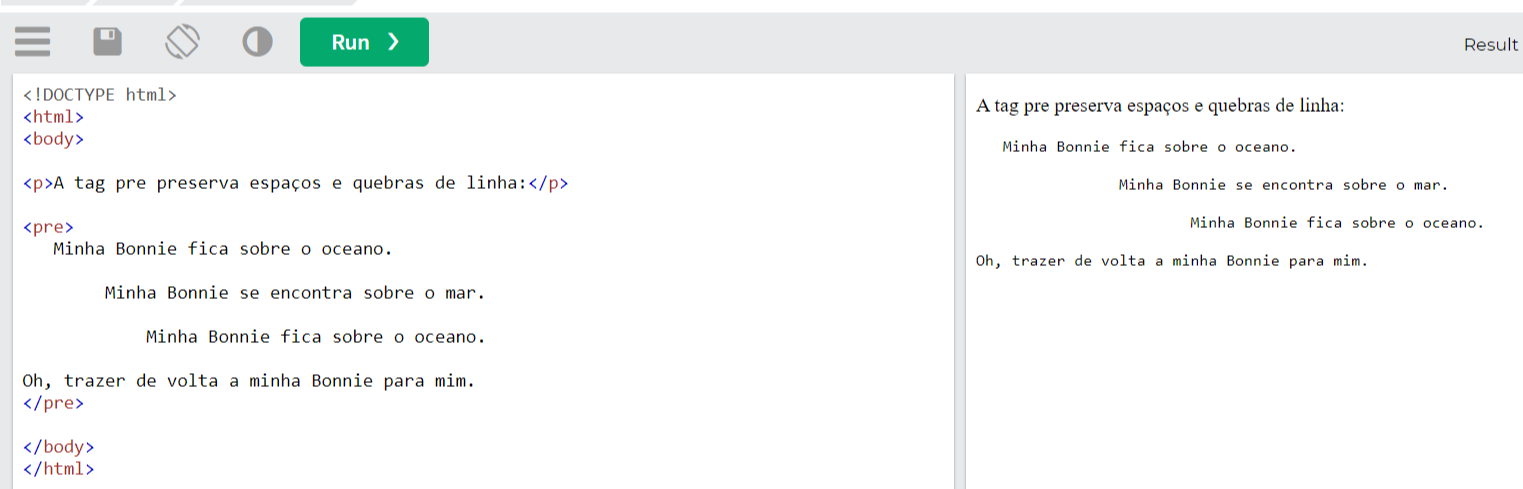 Run ❯
Result
<!DOCTYPE html>
<html>
<body>
<p>A tag pre preserva espaços e quebras de linha:</p>
<pre>
   Minha Bonnie fica sobre o oceano.
        Minha Bonnie se encontra sobre o mar.
            Minha Bonnie fica sobre o oceano.
Oh, trazer de volta a minha Bonnie para mim.
</pre>
</body>
</html>
A tag pre preserva espaços e quebras de linha:
   Minha Bonnie fica sobre o oceano.
                Minha Bonnie se encontra sobre o mar.
                        Minha Bonnie fica sobre o oceano.
Oh, trazer de volta a minha Bonnie para mim.